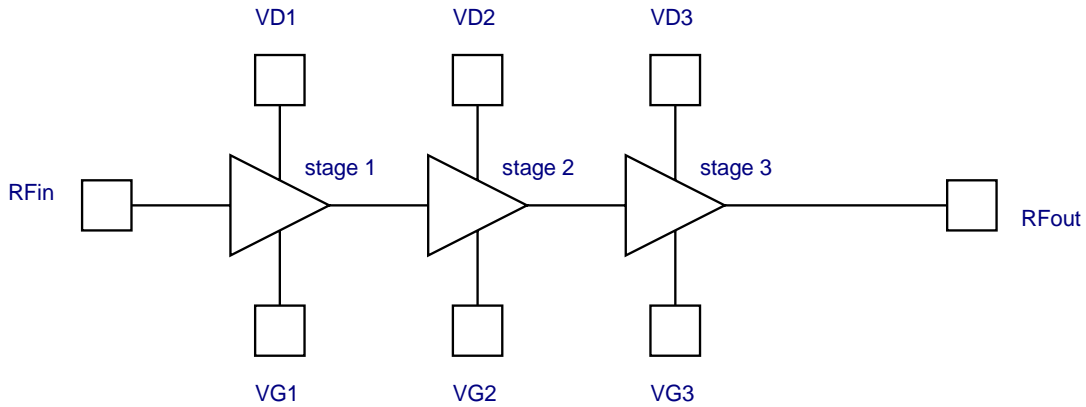 VD1
VD2
VD3
stage 1
stage 2
stage 3
RFin
RFout
VG1
VG2
VG3